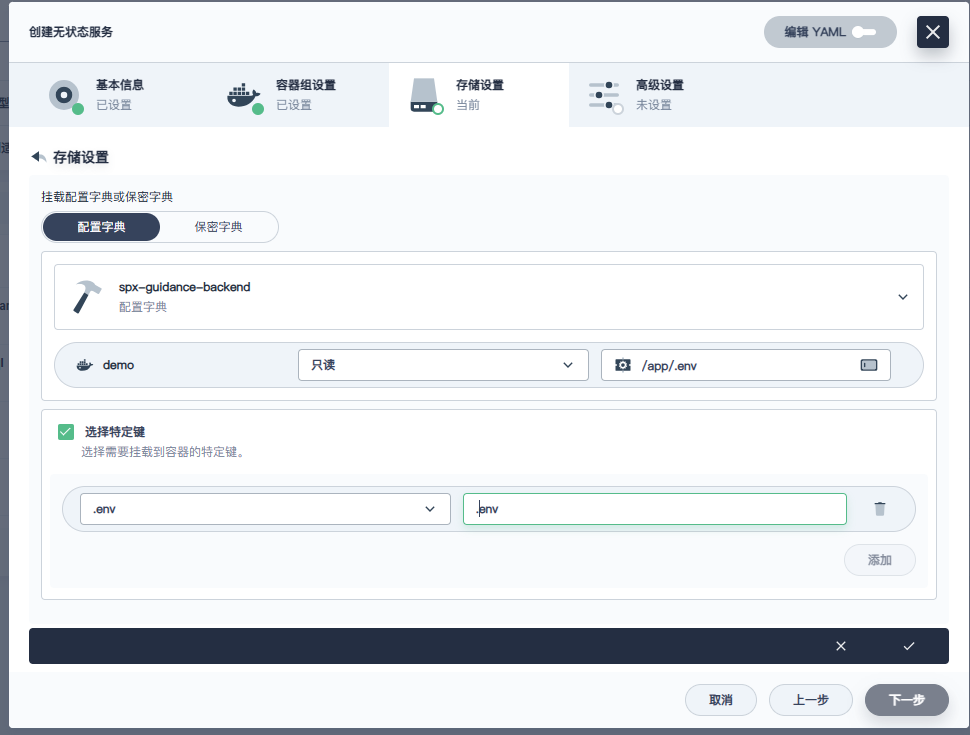 创建无状态服务
编辑 YAML
基本信息
已设置
容器组设置
已设置
存储设置
当前
高级设置
未设置
存储设置
挂载配置字典或保密字典
配置字典
保密字典
spx-guidance-backend
配置字典
demo
只读
/app/.env
选择特定键
选择需要挂载到容器的特定键。
.env
.env
添加
取消
上一步
下一步